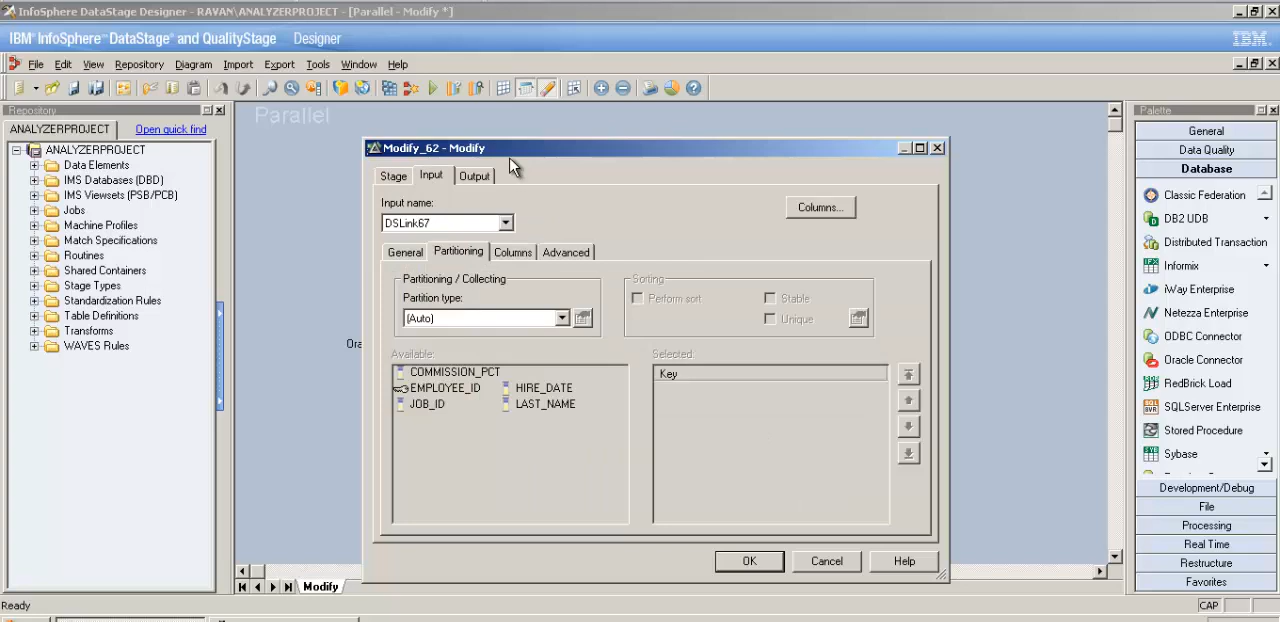 InfoSphere DataStage Designer - RAVAN\ANALYZERPROJECT - [Parallel - Modify *]
IBM® InfoSphere™ DataStage® and QualityStage Designer
IBM.
File Edit View Repository Diagram Import Export Tools Window Help
Repository
ANALYZERPROJECT Open quick find
ANALYZERPROJECT
Data Elements
IMS Databases (DBD)
IMS Viewsets (PSB/PCB)
Jobs
Machine Profiles
Match Specifications
Routines
Shared Containers
Stage Types
Standardization Rules
Table Definitions
Transforms
WAVES Rules
Parallel
Ora
Modify_62 - Modify
Stage Input Output
Input name:
DSLink67
Columns...
General Partitioning Columns Advanced
Partitioning / Collecting
Partition type:
(Auto)
Sorting
Perform sort
Stable
Unique
Available:
COMMISSION_PCT
EMPLOYEE_ID HIRE_DATE
JOB_ID LAST_NAME
Selected:
Key
OK Cancel Help
Modify
Palette
General
Data Quality
Database
Classic Federation
DB2 UDB
Distributed Transaction
Informix
iWay Enterprise
Netezza Enterprise
ODBC Connector
Oracle Connector
RedBrick Load
SQLServer Enterprise
Stored Procedure
Sybase
Development/Debug
File
Processing
Real Time
Restructure
Favorites
Ready
CAP